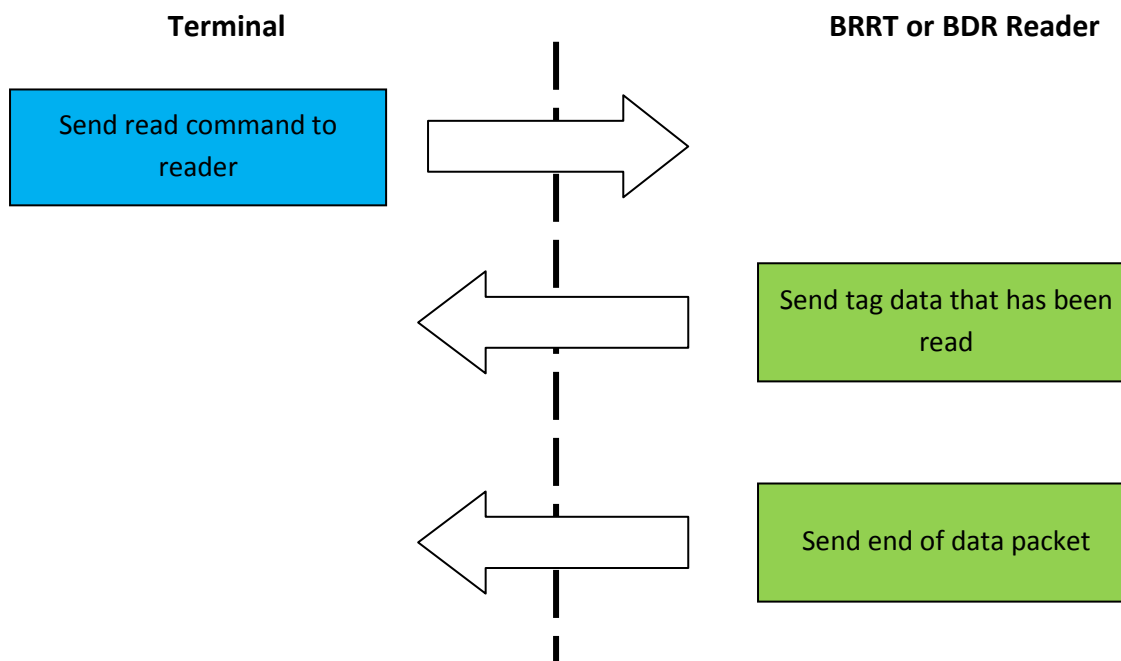 Terminal
BRRT or BDR Reader
Send read command to
reader
Send tag data that has been
read
Send end of data packet